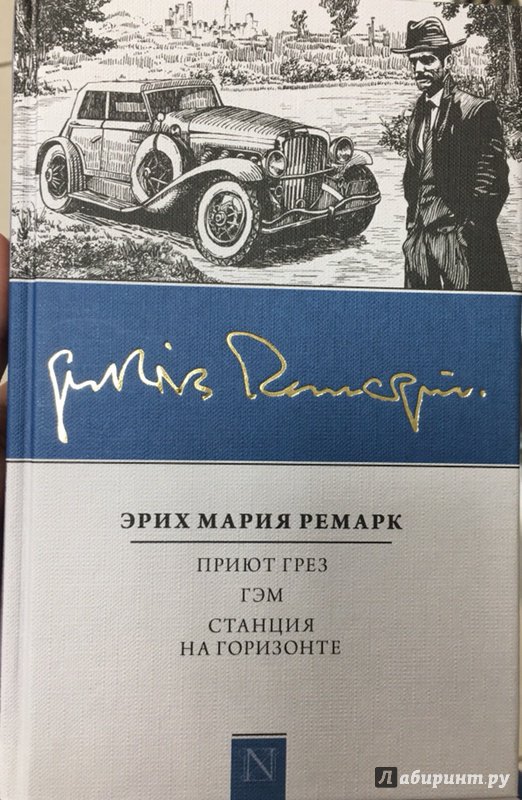 ЭРИХ МАРИЯ РЕМАРК
ПРИЮТ ГРЕЗ
ГЭМ
СТАНЦИЯ
НА ГОРИЗОНТЕ
N
Лабиринт.ру